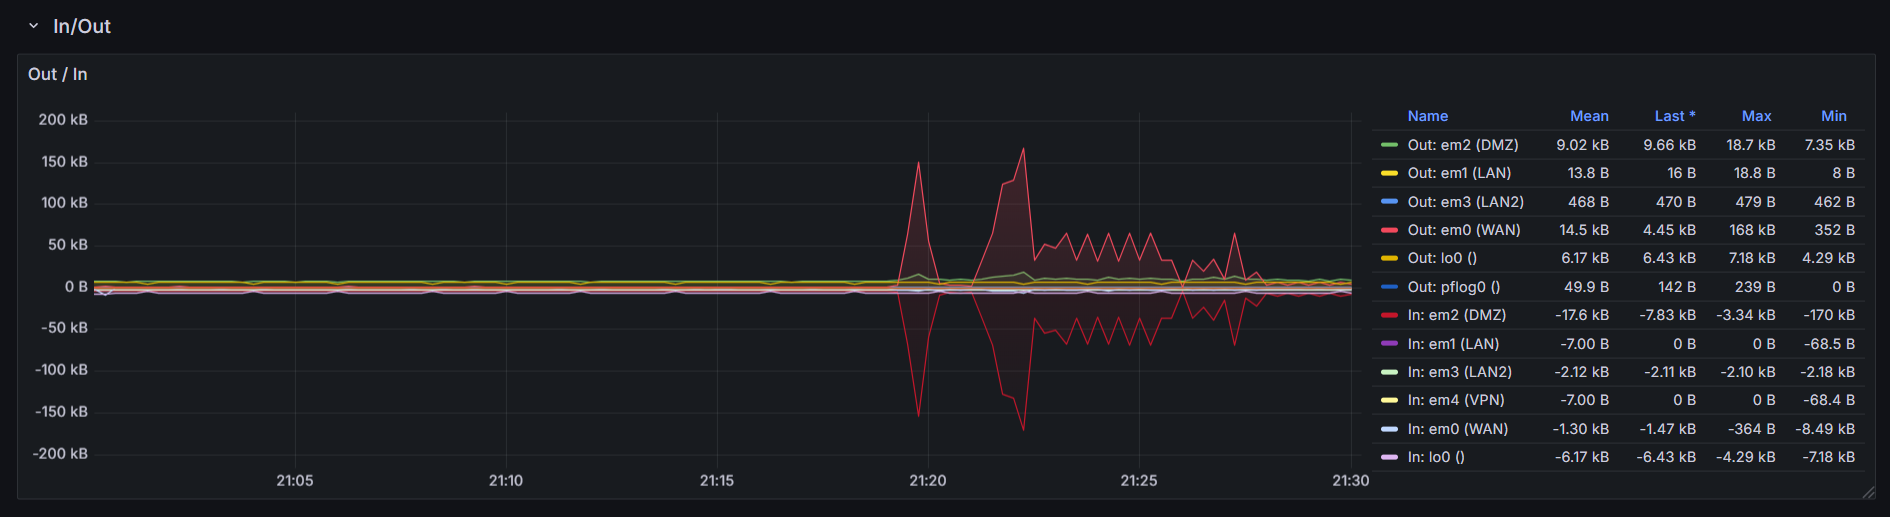 In/Out
Out / In
200 kB
150 kB
100 kB
50 kB
0 B
-50 kB
-100 kB
-150 kB
-200 kB
21:05 21:10 21:15 21:20 21:25 21:30
Name Mean Last * Max Min
Out: em2 (DMZ) 9.02 kB 9.66 kB 18.7 kB 7.35 kB
Out: em1 (LAN) 13.8 B 16 B 18.8 B 8 B
Out: em3 (LAN2) 468 B 470 B 479 B 462 B
Out: em0 (WAN) 14.5 kB 4.45 kB 168 kB 352 B
Out: lo0 () 6.17 kB 6.43 kB 7.18 kB 4.29 kB
Out: pflog0 () 49.9 B 142 B 239 B 0 B
In: em2 (DMZ) -17.6 kB -7.83 kB -3.34 kB -170 kB
In: em1 (LAN) -7.00 B 0 B 0 B -68.5 B
In: em3 (LAN2) -2.12 kB -2.11 kB -2.10 kB -2.18 kB
In: em4 (VPN) -7.00 B 0 B 0 B -68.4 B
In: em0 (WAN) -1.30 kB -1.47 kB -364 B -8.49 kB
In: lo0 () -6.17 kB -6.43 kB -4.29 kB -7.18 kB